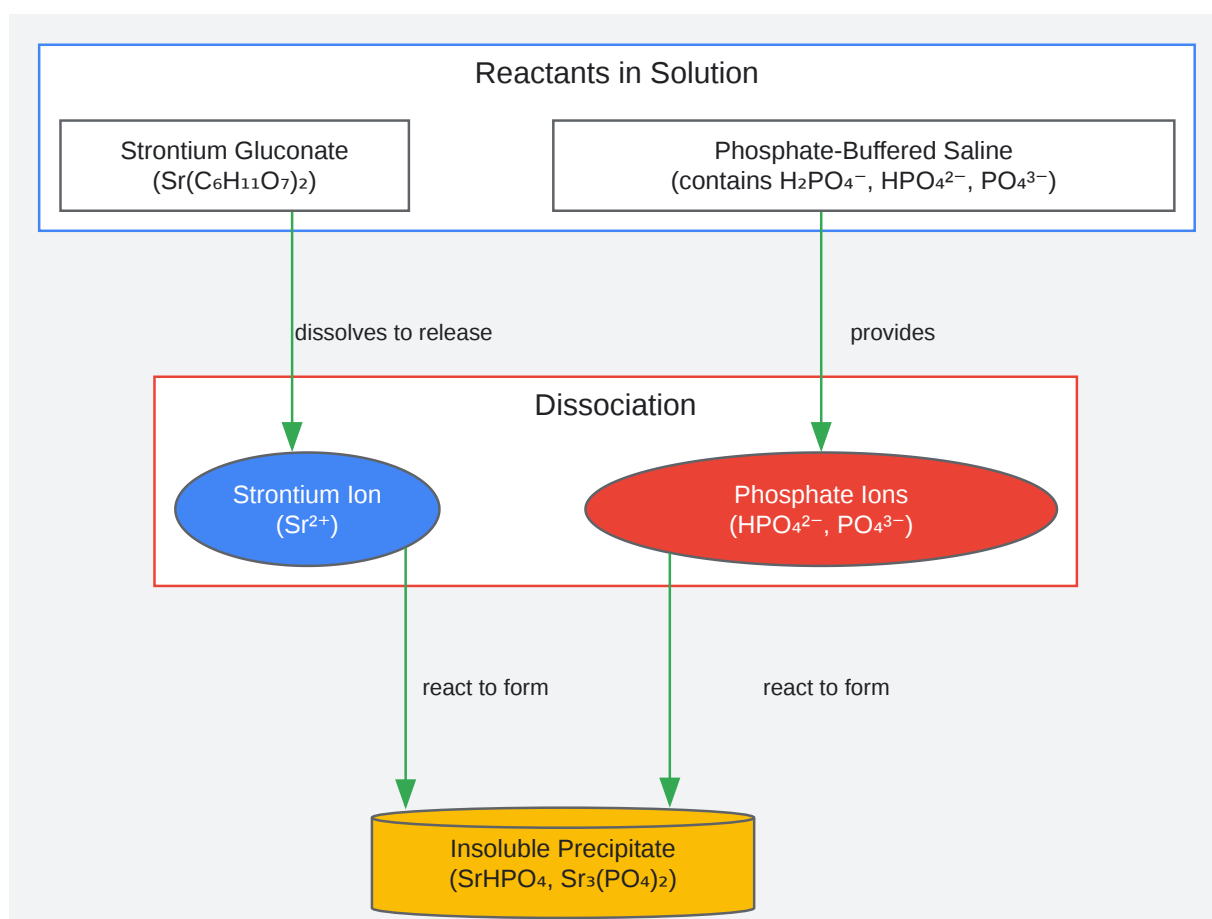 Reactants in Solution
Strontium Gluconate
(Sr(C₆H₁₁O₇)₂)
Phosphate-Buffered Saline
(contains H₂PO₄⁻, HPO₄²⁻, PO₄³⁻)
dissolves to release
provides
Dissociation
Strontium Ion
(Sr²⁺)
Phosphate Ions
(HPO₄²⁻, PO₄³⁻)
react to form
react to form
Insoluble Precipitate
(SrHPO₄, Sr₃(PO₄)₂)